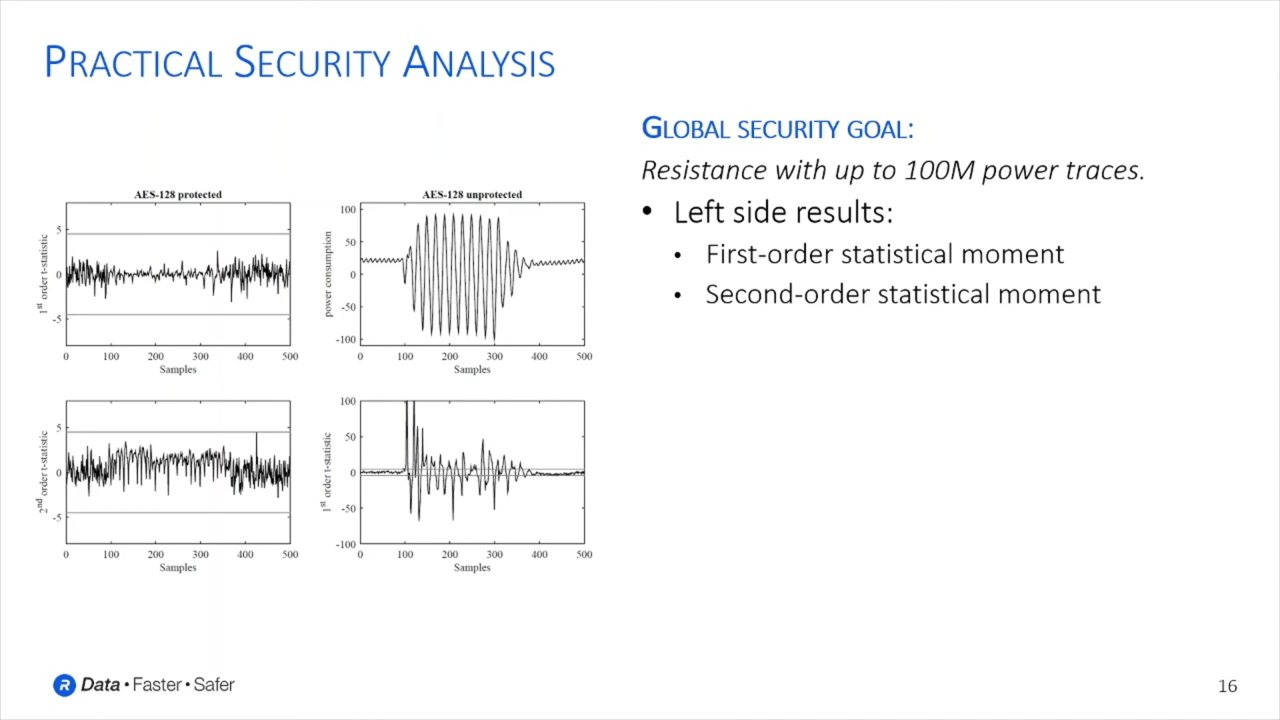 PRACTICAL SECURITY ANALYSIS
GLOBAL SECURITY GOAL:
Resistance with up to 100M power traces.
• Left side results:
• First-order statistical moment
• Second-order statistical moment
AES-128 protected
1st order t-statistic
5
0
-5
0 100 200 300 400 500
Samples
AES-128 unprotected
power consumption
100
50
0
-50
-100
0 100 200 300 400 500
Samples
2nd order t-statistic
5
0
-5
0 100 200 300 400 500
Samples
1st order t-statistic
100
50
0
-50
-100
0 100 200 300 400 500
Samples
R Data • Faster • Safer
16